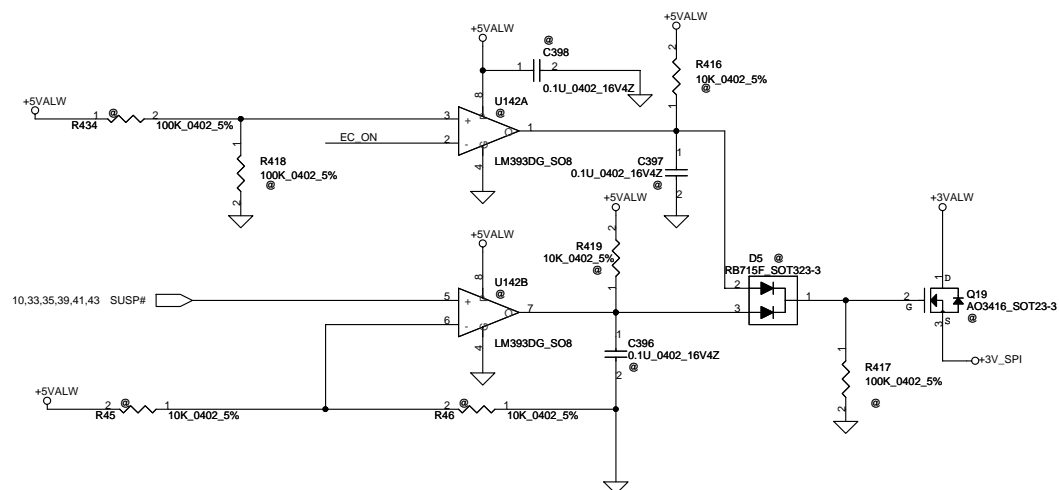 +5VALW
+5VALW
@
C398
1
2
0.1U_0402_16V4Z
R416
10K_0402_5%
@
2
1
+5VALW
@
1
2
R434
100K_0402_5%
8
U142A
@
3
+
2
-
1
4
LM393DG_SO8
EC_ON
1
R418
100K_0402_5%
@
2
C397
0.1U_0402_16V4Z
@
1
2
+5VALW
+5VALW
2
R419
10K_0402_5%
@
1
+3VALW
D5
@
RB715F_SOT323-3
2
3
1
1
D
2
G
3
S
Q19
AO3416_SOT23-3
@
+3V_SPI
10,33,35,39,41,43 SUSP#
8
U142B
@
5
+
6
-
7
4
LM393DG_SO8
1
C396
0.1U_0402_16V4Z
@
2
1
R417
100K_0402_5%
@
2
+5VALW
2
@
1
R45
10K_0402_5%
2
@
1
R46
10K_0402_5%